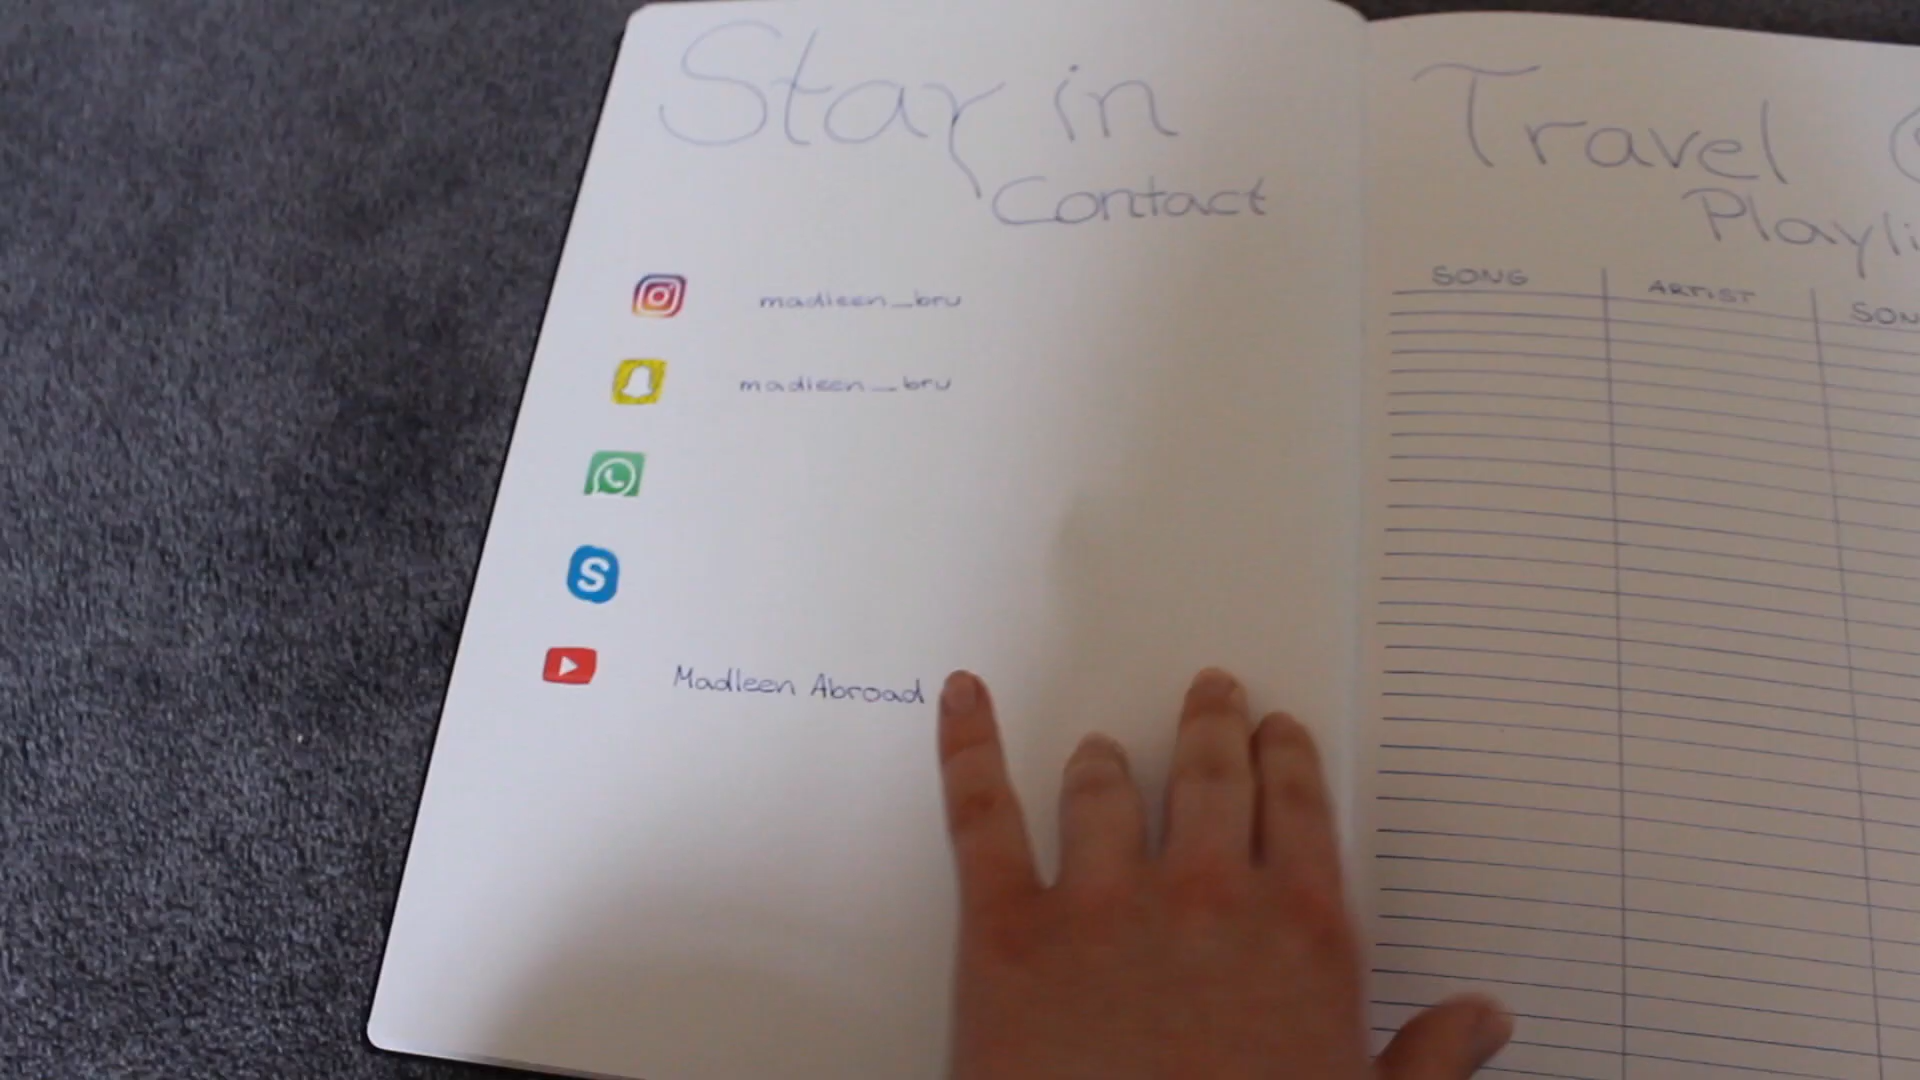 Stay in
Contact
madleen_bru
madleen_bru
S
Madleen Abroad
Travel
Playli
SONG
ARTIST
SON